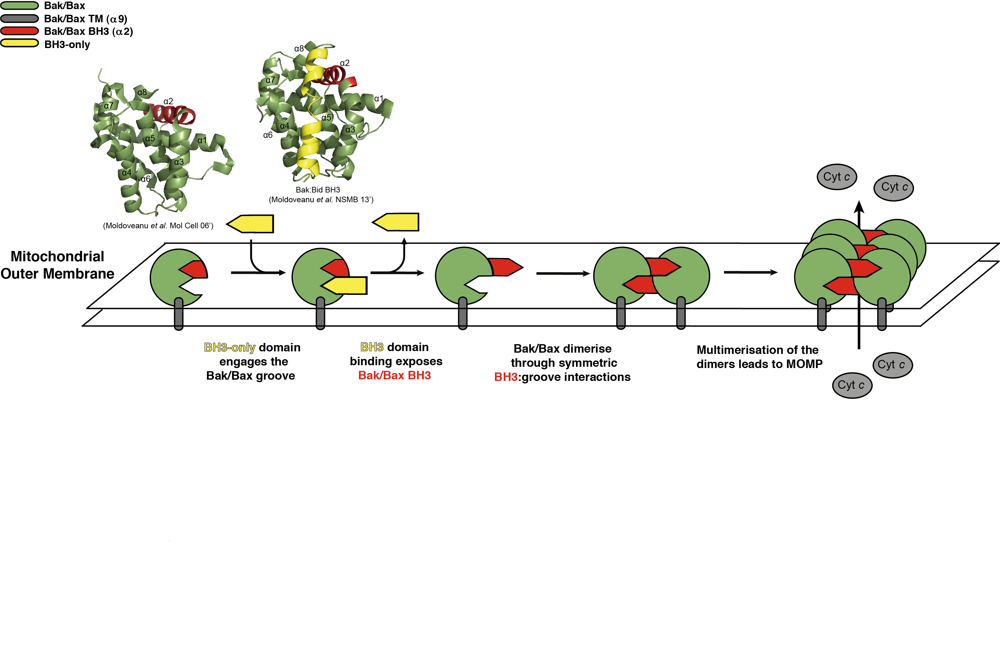 Bak/Bax
Bak/Bax TM (α9)
Bak/Bax BH3 (α2)
BH3-only
α8
α2
α7
α5
α1
α3
α4
α6
(Moldoveanu et al. Mol Cell 06’)
α8
α2
α7
α1
α5
α4
α3
α6
Bak:Bid BH3
(Moldoveanu et al. NSMB 13’)
Cyt c
Cyt c
Mitochondrial
Outer Membrane
BH3-only domain
engages the
Bak/Bax groove
BH3 domain
binding exposes
Bak/Bax BH3
Bak/Bax dimerise
through symmetric
BH3:groove interactions
Multimerisation of the
dimers leads to MOMP
Cyt c
Cyt c